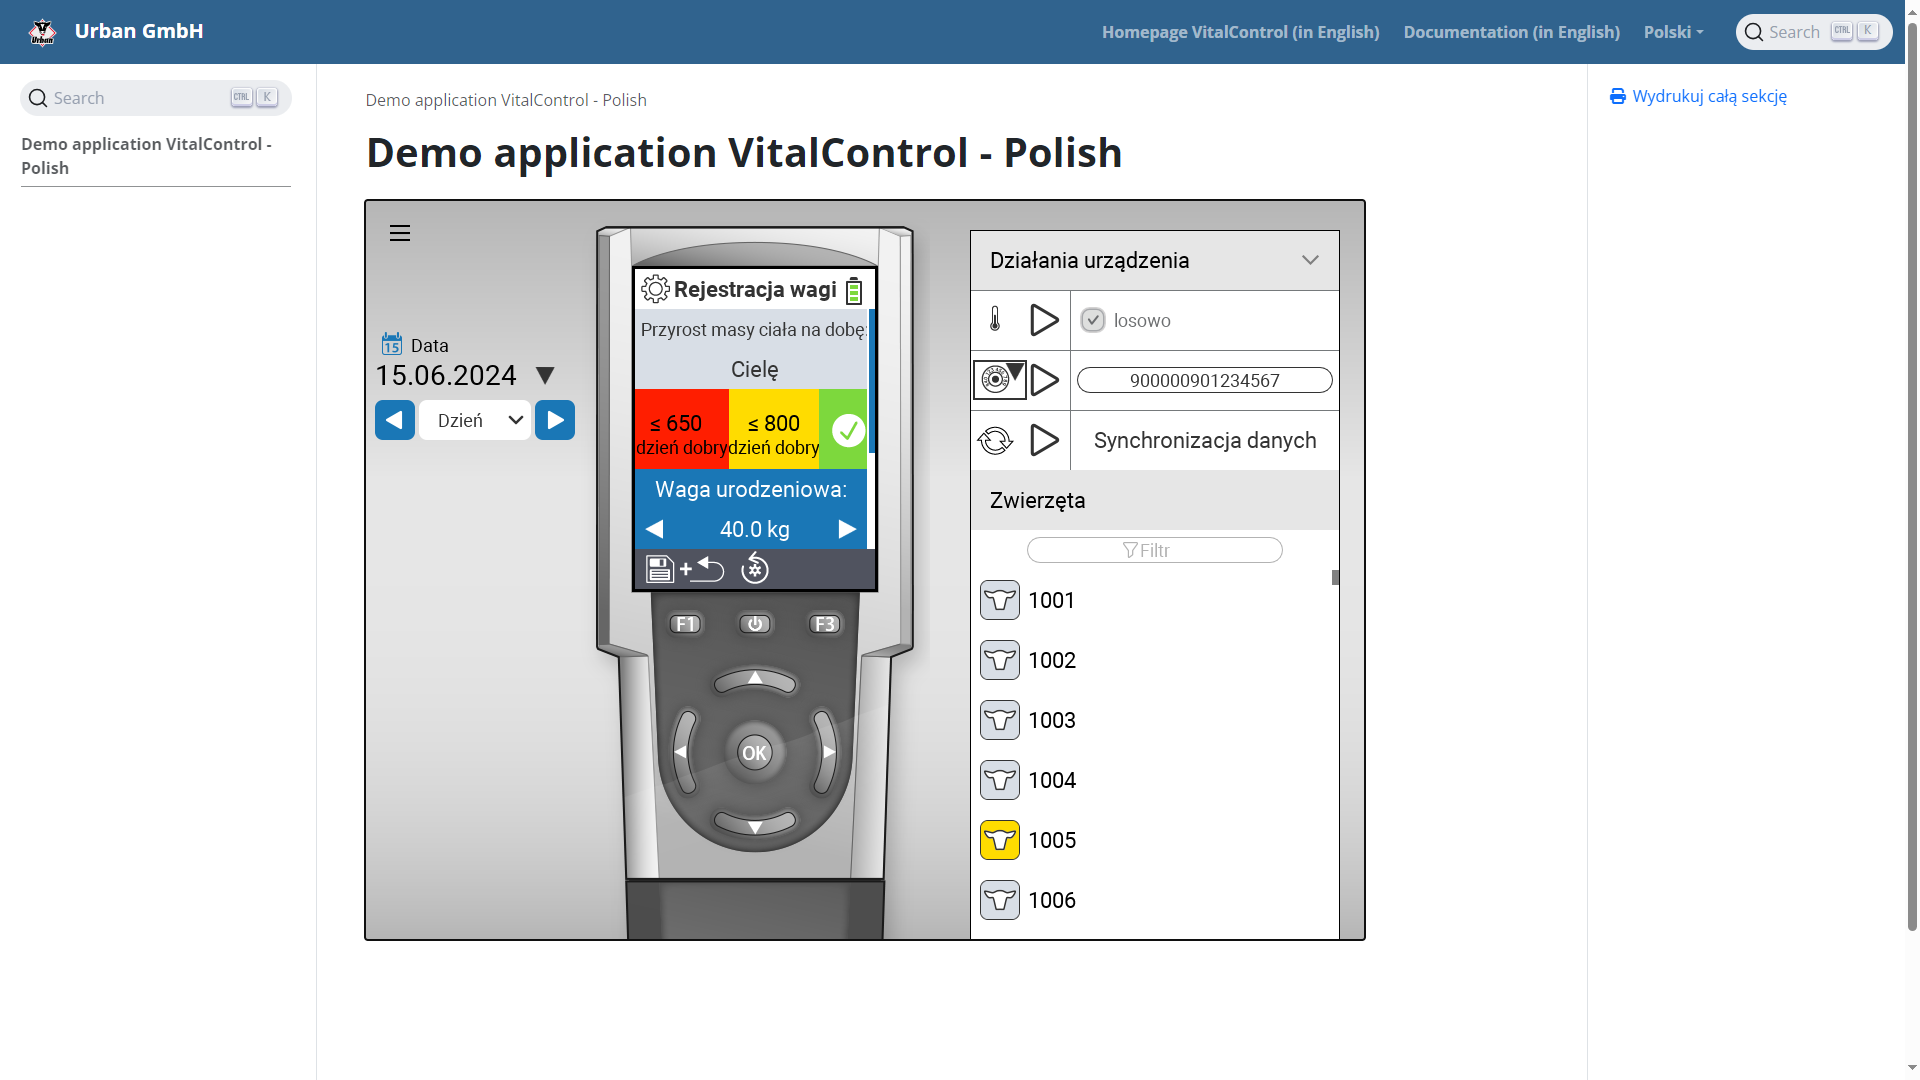 Urban GmbH
Homepage VitalControl (in English)
Documentation (in English)
Polski
Search CTRL K
Search CTRL K
Demo application VitalControl -
Polish
Demo application VitalControl - Polish
Demo application VitalControl - Polish
Wydrukuj całą sekcję
15 Data
15.06.2024
Dzień
Rejestracja wagi
Przyrost masy ciała na dobę:
Cielę
≤ 650
dzień dobry
≤ 800
dzień dobry
Waga urodzeniowa:
40.0 kg
F1
F3
OK
Działania urządzenia
losowo
900000901234567
Synchronizacja danych
Zwierzęta
Filtr
1001
1002
1003
1004
1005
1006